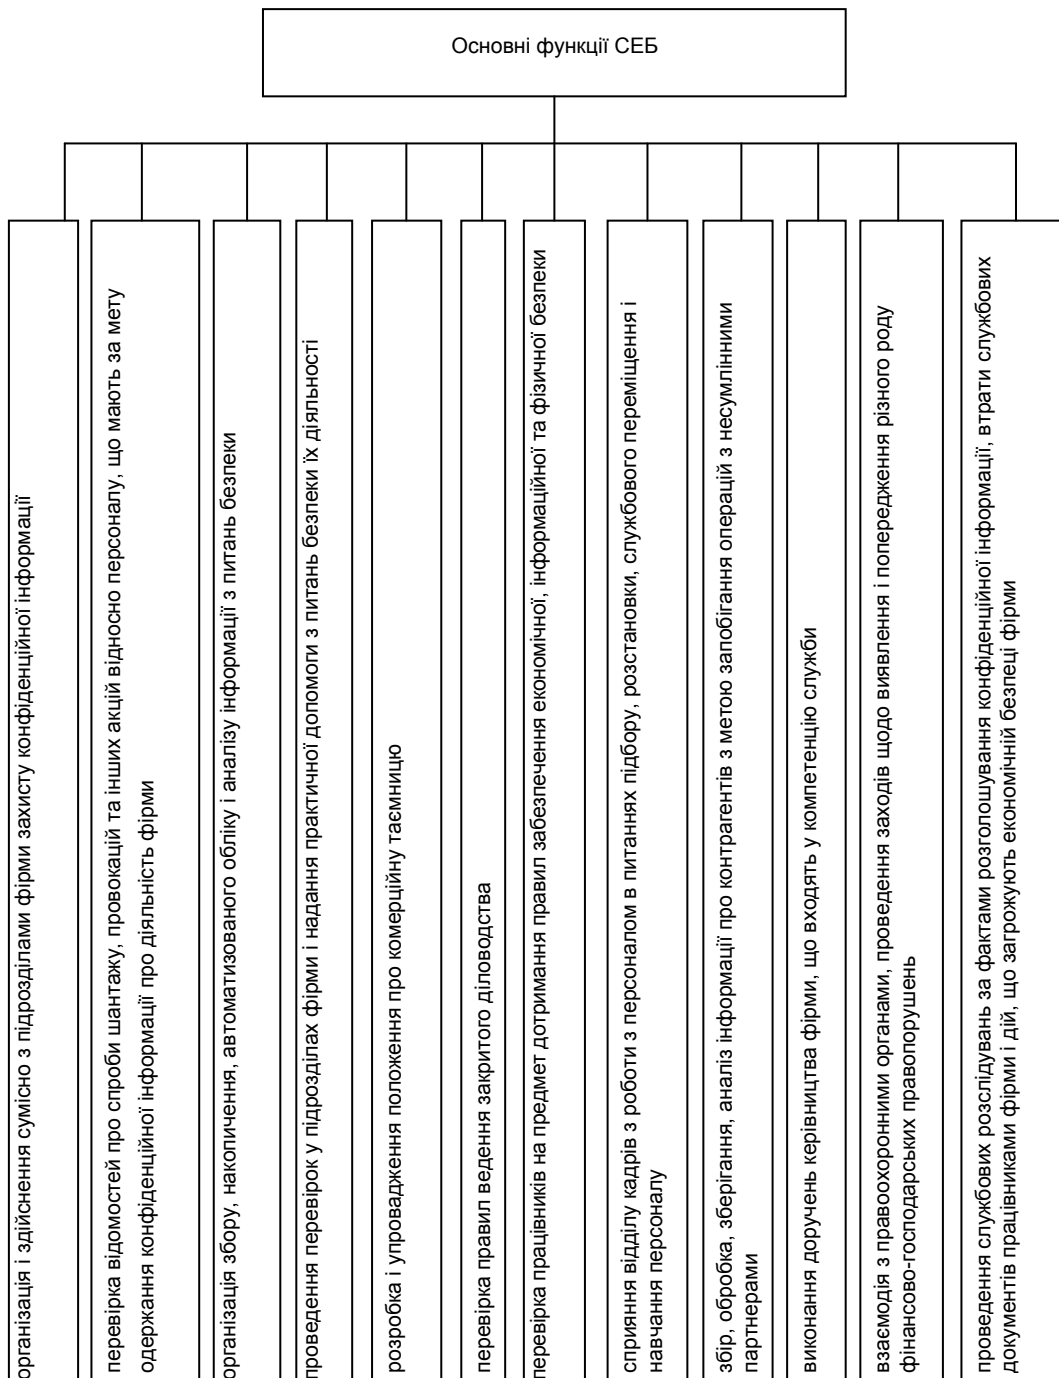 Основні функції СЕБ
організація і здійснення сумісно з підрозділами фірми захисту конфіденційної інформації
перевірка відомостей про спроби шантажу, провокацій та інших акцій відносно персоналу, що мають за мету
одержання конфіденційної інформації про діяльність фірми
організація збору, накопичення, автоматизованого обліку і аналізу інформації з питань безпеки
проведення перевірок у підрозділах фірми і надання практичної допомоги з питань безпеки їх діяльності
розробка і упровадження положення про комерційну таємницю
перевірка правил ведення закритого діловодства
перевірка працівників на предмет дотримання правил забезпечення економічної, інформаційної та фізичної безпеки
сприяння відділу кадрів з роботи з персоналом в питаннях підбору, розстановки, службового переміщення і
навчання персоналу
збір, обробка, зберігання, аналіз інформації про контрагентів з метою запобігання операцій з несумлінними
партнерами
виконання доручень керівництва фірми, що входять у компетенцію служби
взаємодія з правоохоронними органами, проведення заходів щодо виявлення і попередження різного роду
фінансово-господарських правопорушень
проведення службових розслідувань за фактами розголошування конфіденційної інформації, втрати службових
документів працівниками фірми і дій, що загрожують економічній безпеці фірми